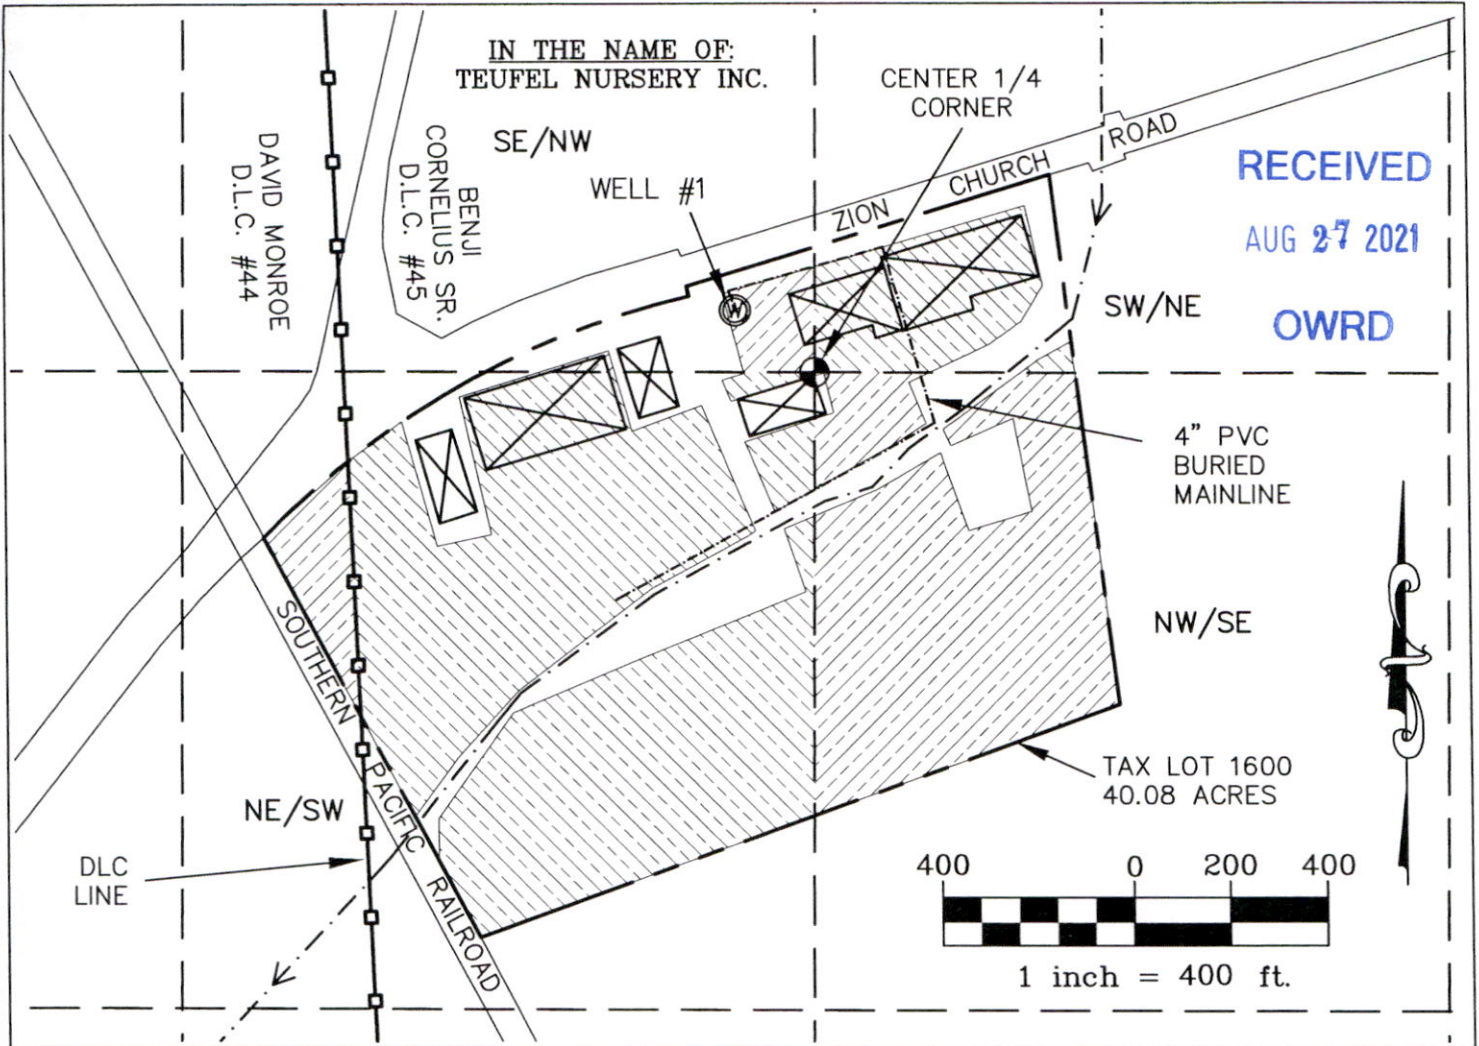 IN THE NAME OF:
TEUFEL NURSERY INC.
CENTER 1/4
CORNER
SE/NW
WELL #1
ZION CHURCH ROAD
DAVID MONROE
D.L.C. #44
BENJI
CORNELIUS SR.
D.L.C. #45
RECEIVED
AUG 27 2021
OWRD
W
SW/NE
4" PVC
BURIED
MAINLINE
NW/SE
SOUTHERN PACIFIC RAILROAD
NE/SW
TAX LOT 1600
40.08 ACRES
DLC
LINE
400 0 200 400
1 inch = 400 ft.